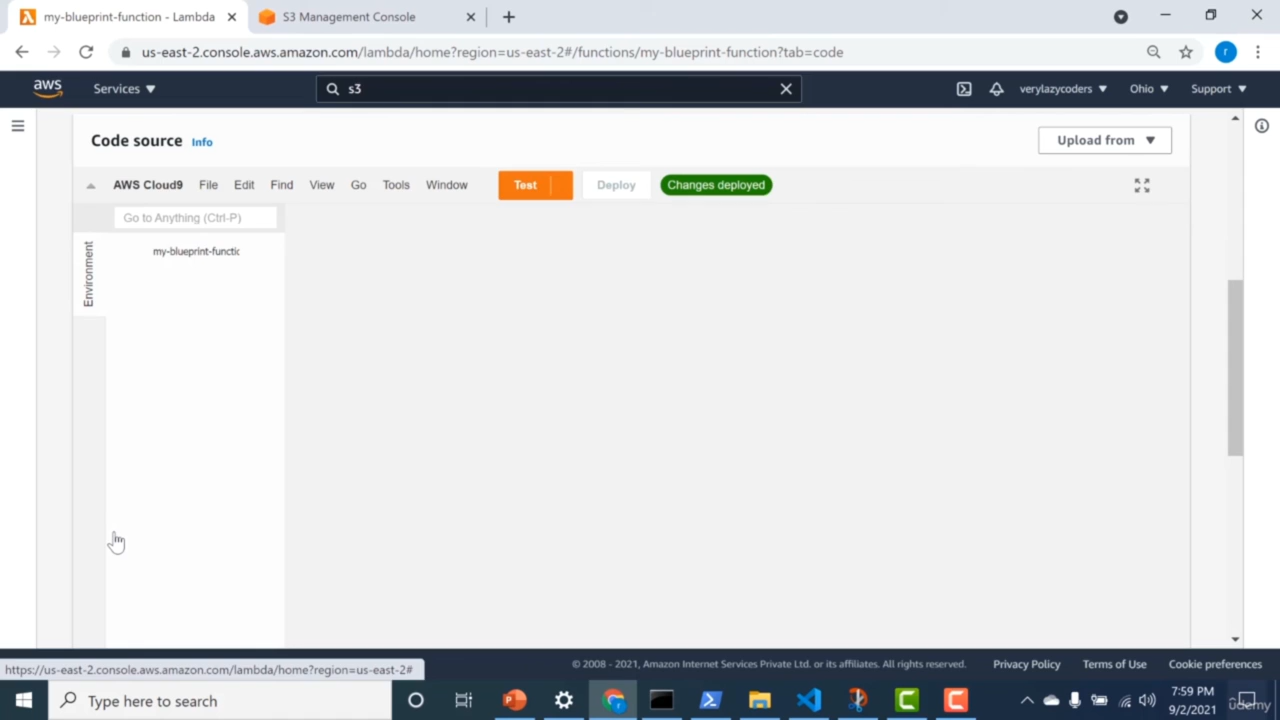 my-blueprint-function - Lambda
S3 Management Console
us-east-2.console.aws.amazon.com/lambda/home?region=us-east-2#/functions/my-blueprint-function?tab=code
r
aws
Services
s3
verylazycoders
Ohio
Support
Code source
Info
Upload from
AWS Cloud9
File
Edit
Find
View
Go
Tools
Window
Test
Deploy
Changes deployed
Go to Anything (Ctrl-P)
Environment
my-blueprint-functic
https://us-east-2.console.aws.amazon.com/lambda/home?region=us-east-2#
© 2008 - 2021, Amazon Internet Services Private Ltd. or its affiliates. All rights reserved.
Privacy Policy
Terms of Use
Cookie preferences
Type here to search
7:59 PM
9/2/2021
udemy